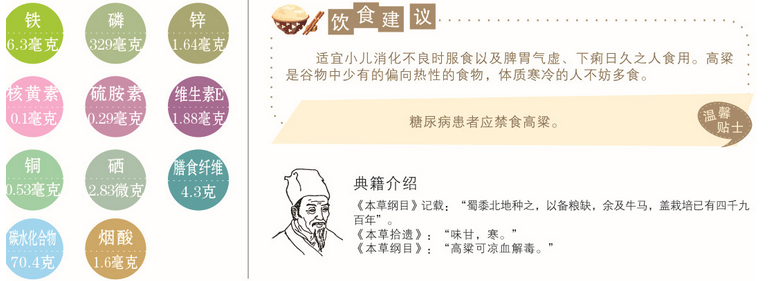 铁
6.3毫克
磷
329毫克
锌
1.64毫克
核黄素
0.1毫克
硫胺素
0.29毫克
维生素E
1.88毫克
铜
0.53毫克
硒
2.83微克
膳食纤维
4.3克
碳水化合物
70.4克
烟酸
1.6毫克
饮食建议
适宜小儿消化不良时服食以及脾胃气虚、下痢日久之人食用。高粱
是谷物中少有的偏向热性的食物，体质寒冷的人不妨多食。
糖尿病患者应禁食高粱。
温馨
贴士
典籍介绍
《本草纲目》记载：“蜀黍北地种之，以备粮缺，余及牛马，盖栽培已有四千九
百年”。
《本草拾遗》：“味甘，寒。”
《本草纲目》：“高粱可凉血解毒。”